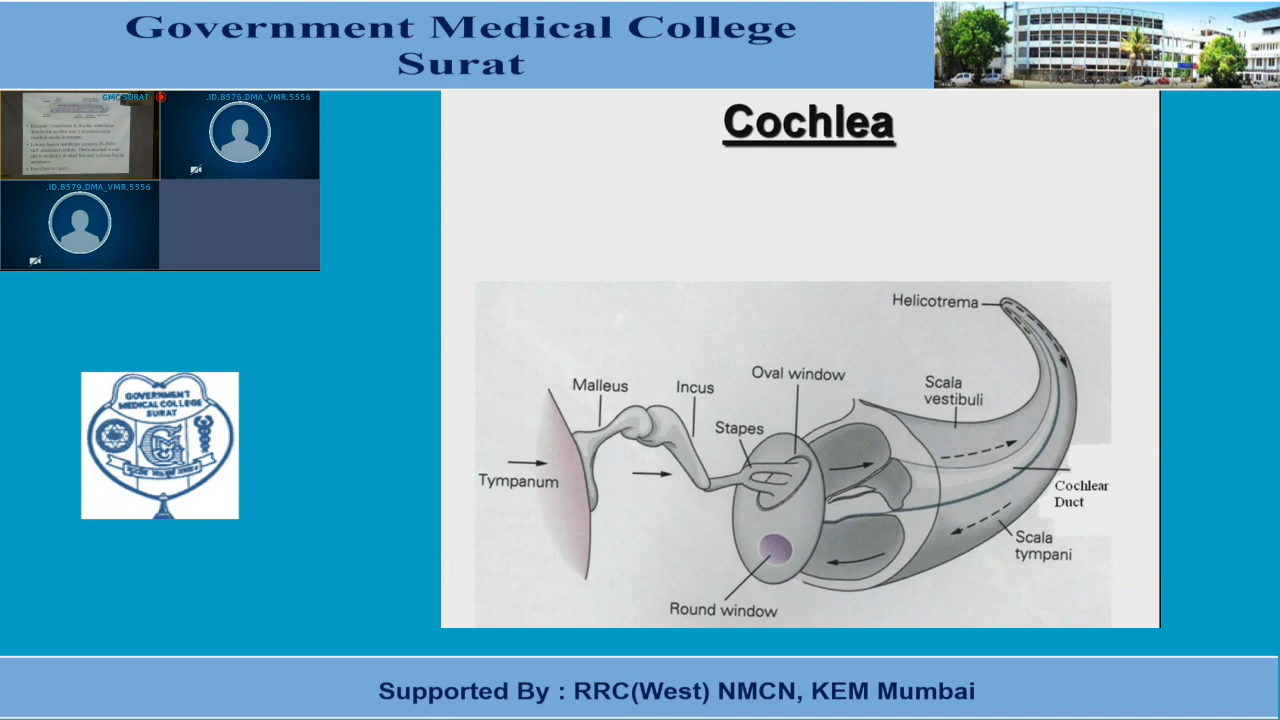 Government Medical College
Surat
GMC SURAT
.ID.8576.DMA_VMR.5556
.ID.8579.DMA_VMR.5556
GOVERNMENT
MEDICAL COLLEGE
SURAT
Cochlea
Helicotrema
Malleus
Incus
Oval window
Scala
vestibuli
Stapes
Tympanum
Cochlear
Duct
Scala
tympani
Round window
Supported By : RRC(West) NMCN, KEM Mumbai